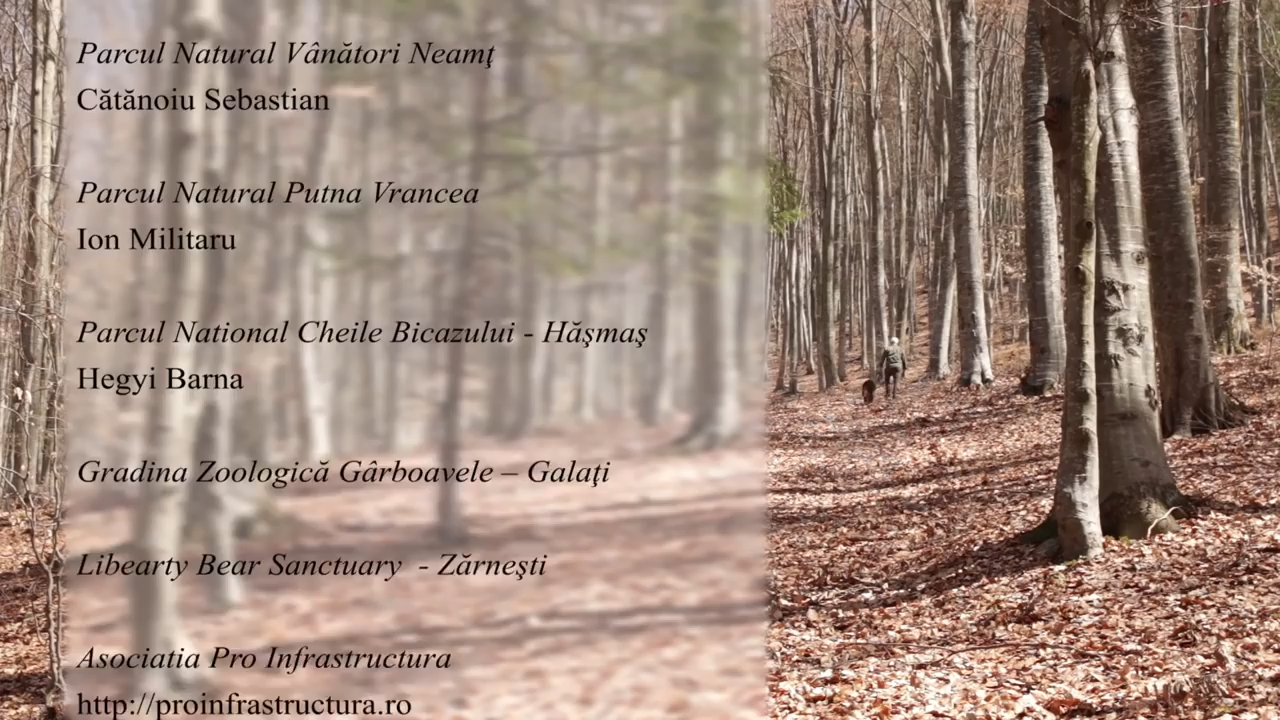 Parcul Natural Vânători Neamţ
Cătănoiu Sebastian
Parcul Natural Putna Vrancea
Ion Militaru
Parcul National Cheile Bicazului - Hăşmaş
Hegyi Barna
Gradina Zoologică Gârboavele – Galaţi
Libearty Bear Sanctuary - Zărneşti
Asociatia Pro Infrastructura
http://proinfrastructura.ro